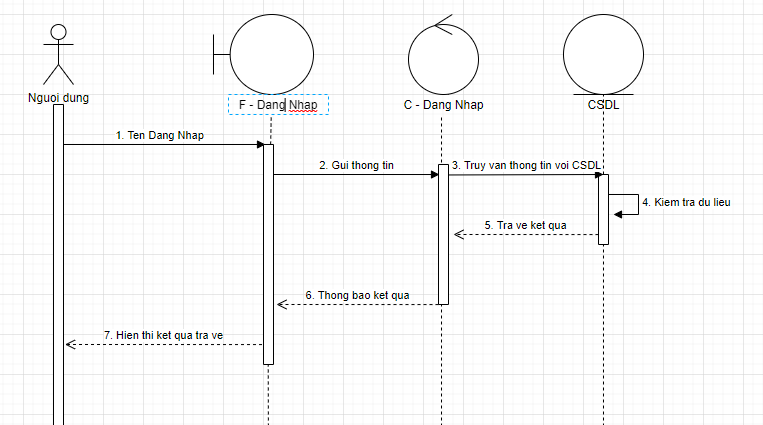 Nguoi dung
F - Dang Nhap
C - Dang Nhap
CSDL
1. Ten Dang Nhap
2. Gui thong tin
3. Truy van thong tin voi CSDL
4. Kiem tra du lieu
5. Tra ve ket qua
6. Thong bao ket qua
7. Hien thi ket qua tra ve